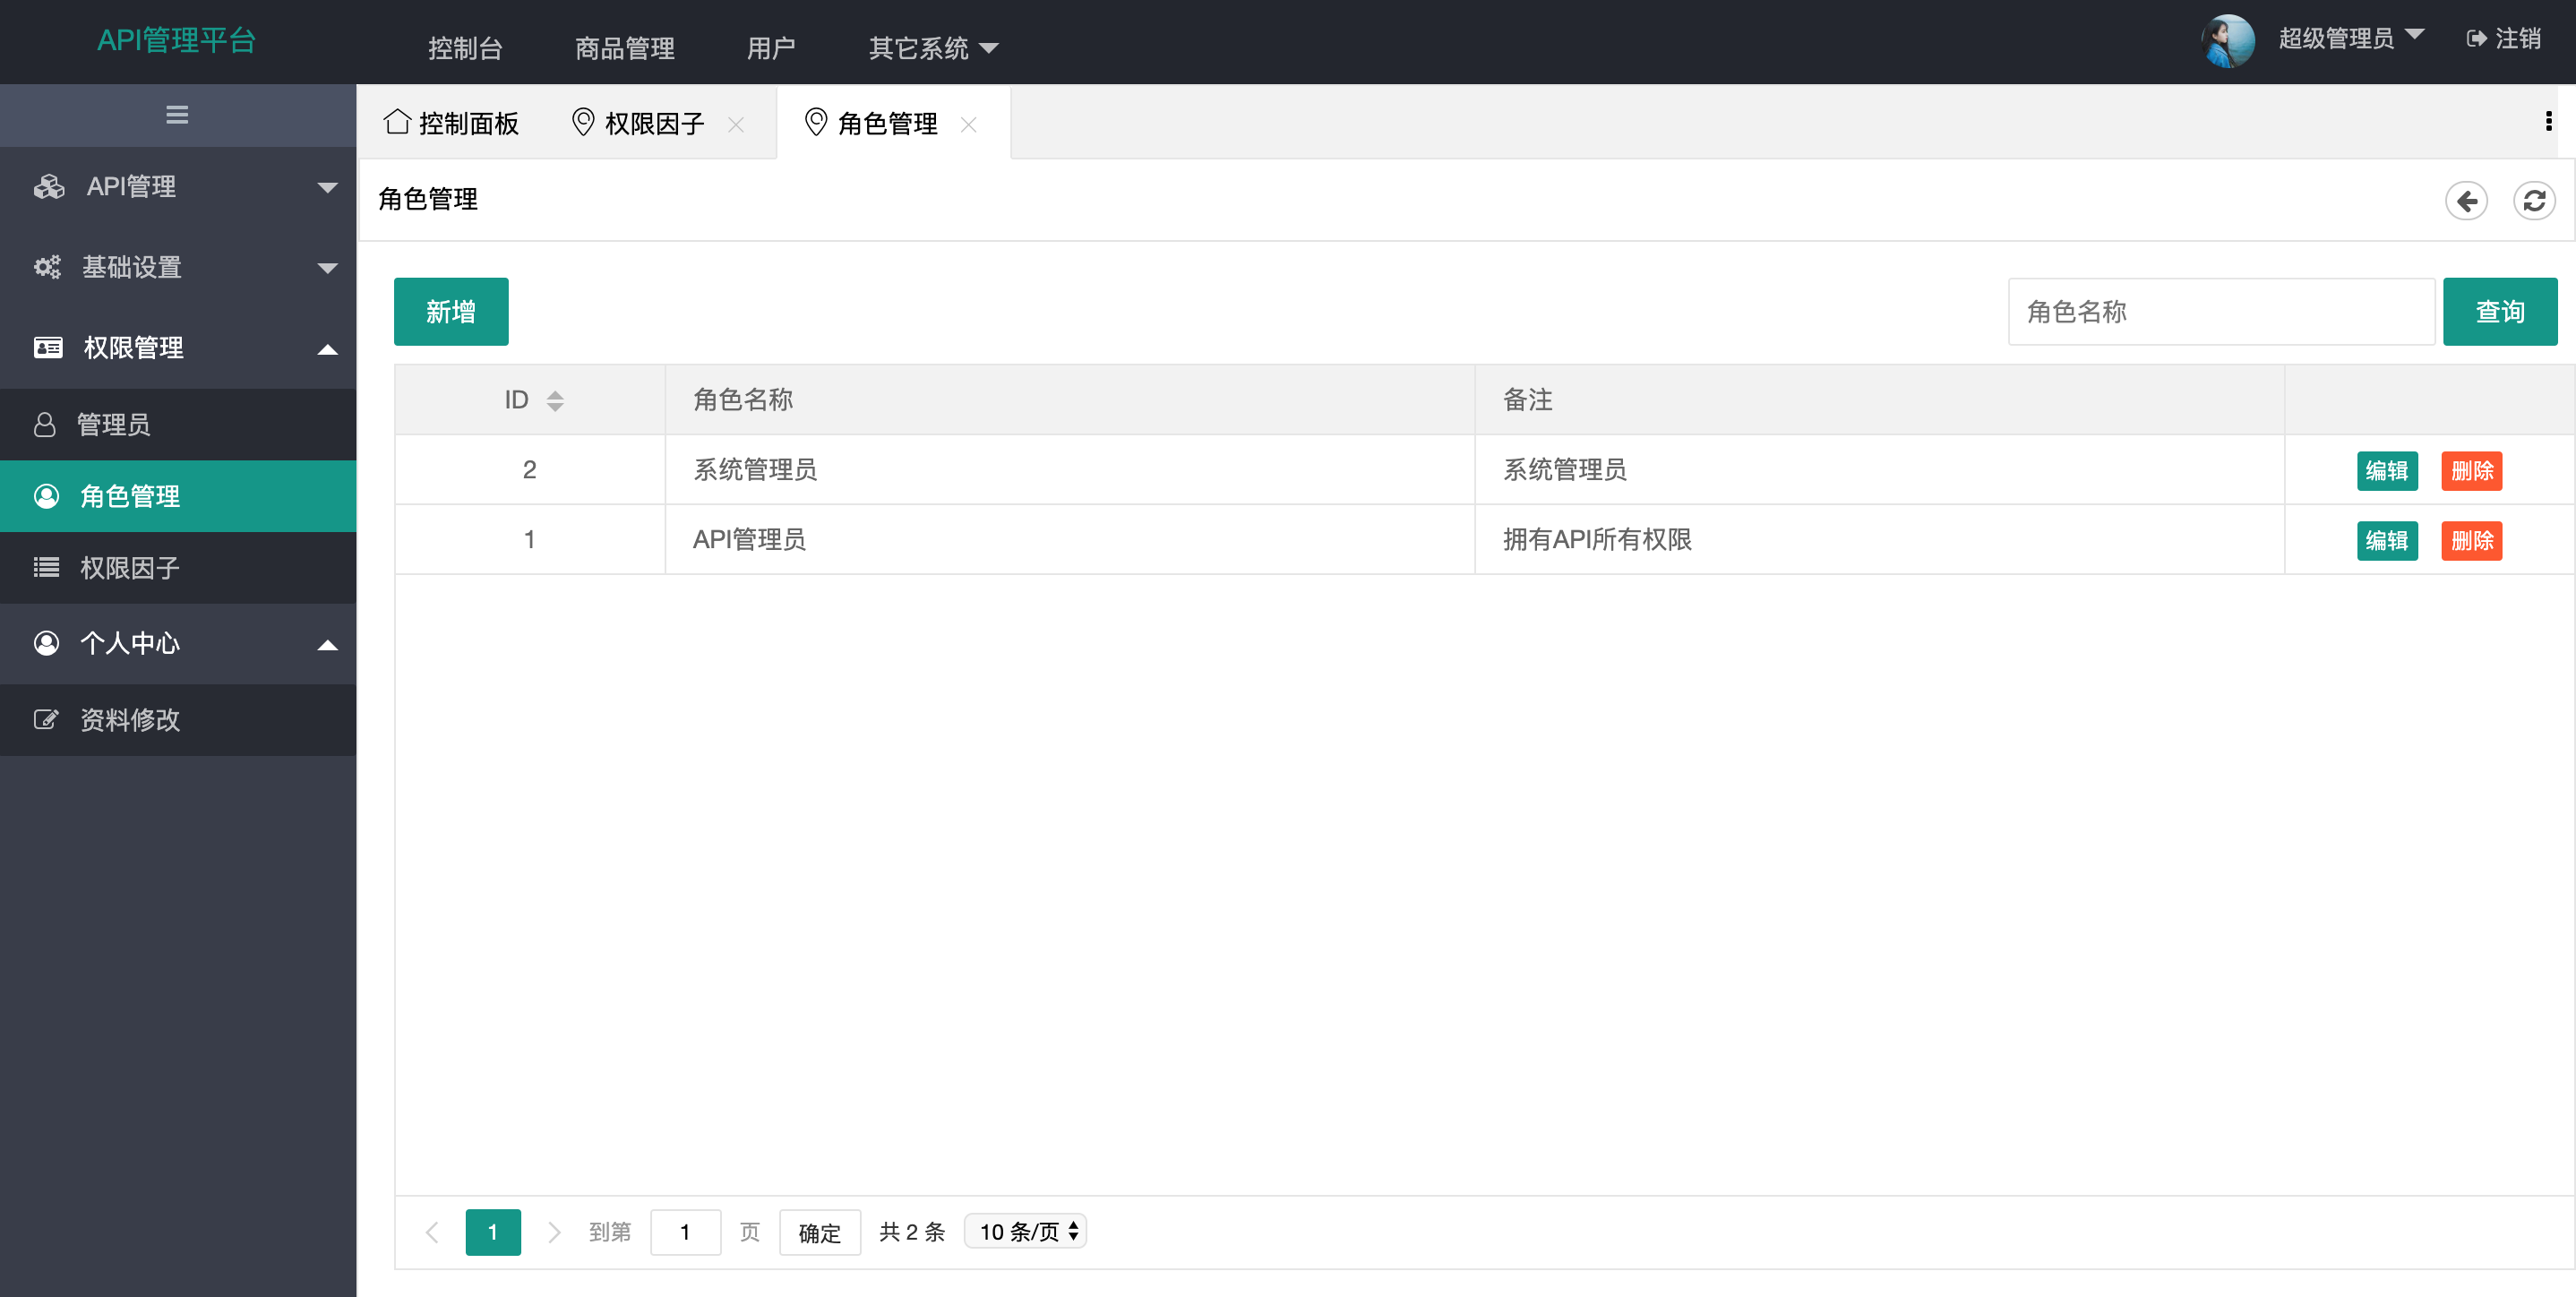 API管理平台
控制台 商品管理 用户 其它系统
超级管理员 注销
控制面板 权限因子 角色管理
API管理
基础设置
权限管理
管理员
角色管理
权限因子
个人中心
资料修改
角色管理
新增 角色名称 查询
ID 角色名称 备注
2 系统管理员 系统管理员 编辑 删除
1 API管理员 拥有API所有权限 编辑 删除
1 到第 1 页 确定 共 2 条 10 条/页